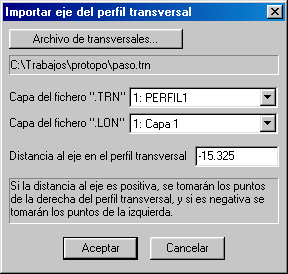 Importar eje del perfil transversal
Archivo de transversales...
C:\Trabajos\protopo\paso.trn
Capa del fichero ".TRN"
1: PERFIL1
Capa del fichero ".LON"
1: Capa 1
Distancia al eje en el perfil transversal
-15.325
Si la distancia al eje es positiva, se tomarán los puntos
de la derecha del perfil transversal, y si es negativa se
tomarán los puntos de la izquierda.
Aceptar
Cancelar